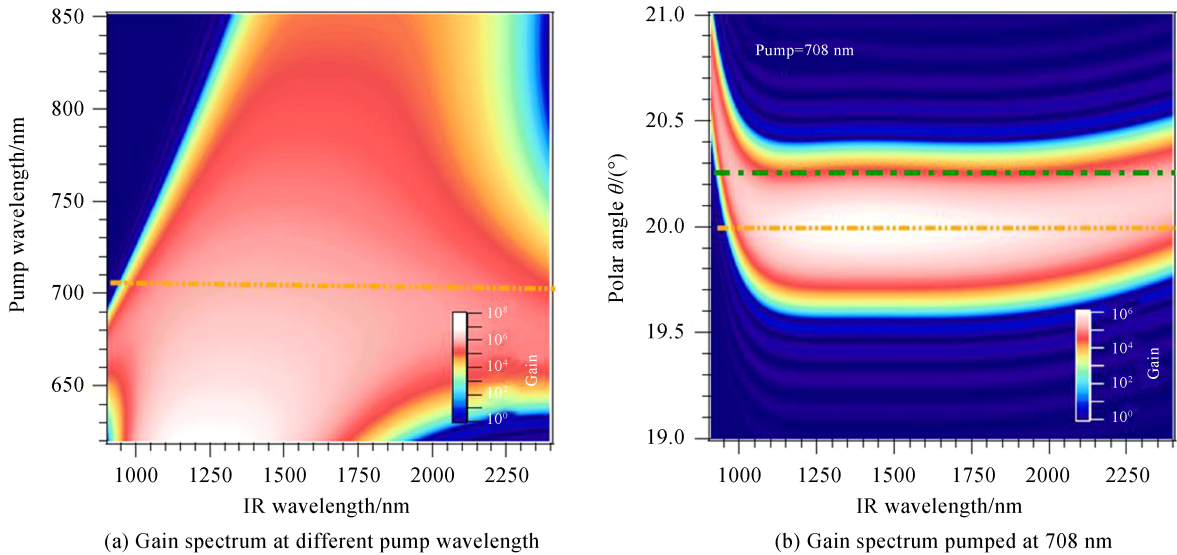 850
800
750
700
650
Pump wavelength/nm
10⁸
10⁶
10⁴
10²
10⁰
Gain
1000 1250 1500 1750 2000 2250
IR wavelength/nm
(a) Gain spectrum at different pump wavelength
21.0
20.5
20.0
19.5
19.0
Polar angle θ/(°)
Pump=708 nm
10⁶
10⁴
10²
10⁰
Gain
1000 1250 1500 1750 2000 2250
IR wavelength/nm
(b) Gain spectrum pumped at 708 nm